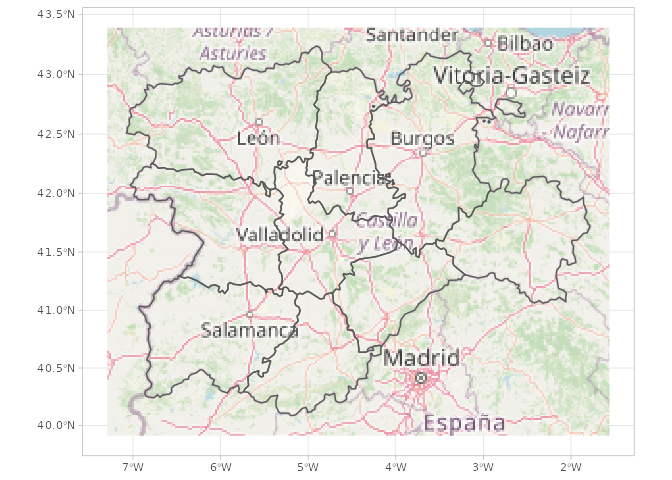 43.5°N
Asturias /
Asturies
Santander
Bilbao
43.0°N
Vitoria-Gasteiz
Navarr
- Nafarr
42.5°N
León
Burgos
Palencia
42.0°N
Castilla
y León
Valladolid
41.5°N
41.0°N
Salamanca
40.5°N
Madrid
España
40.0°N
7°W
6°W
5°W
4°W
3°W
2°W